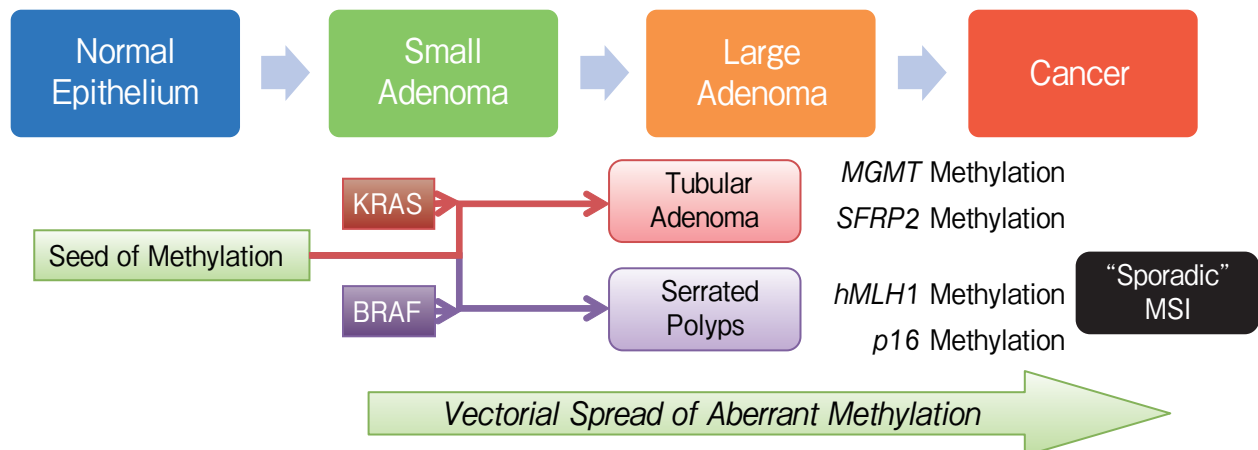 Normal
Epithelium
Small
Adenoma
Large
Adenoma
Cancer
KRAS
Tubular
Adenoma
MGMT Methylation
SFRP2 Methylation
Seed of Methylation
BRAF
Serrated
Polyps
hMLH1 Methylation
p16 Methylation
“Sporadic”
MSI
Vectorial Spread of Aberrant Methylation